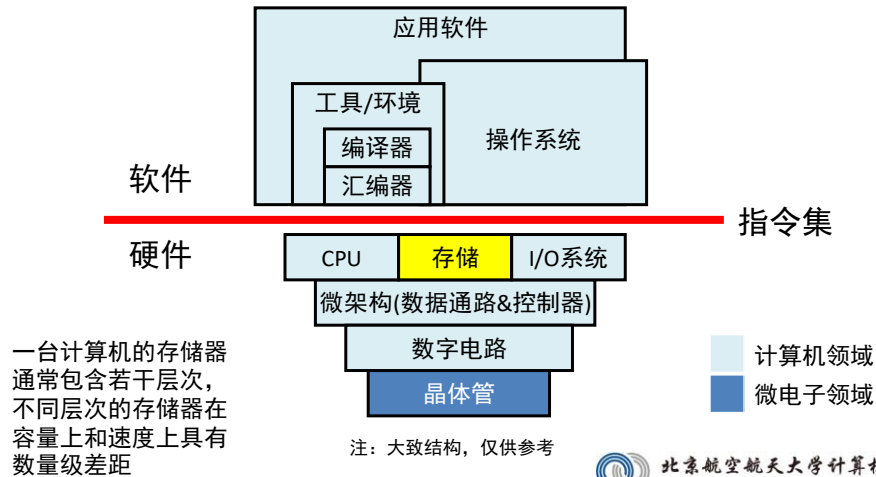 应用软件
工具/环境
编译器
操作系统
汇编器
软件
指令集
硬件
CPU
存储
I/O系统
微架构(数据通路&控制器)
数字电路
晶体管
一台计算机的存储器
通常包含若干层次，
不同层次的存储器在
容量上和速度上具有
数量级差距
计算机领域
微电子领域
注：大致结构，仅供参考
北京航空航天大学计算